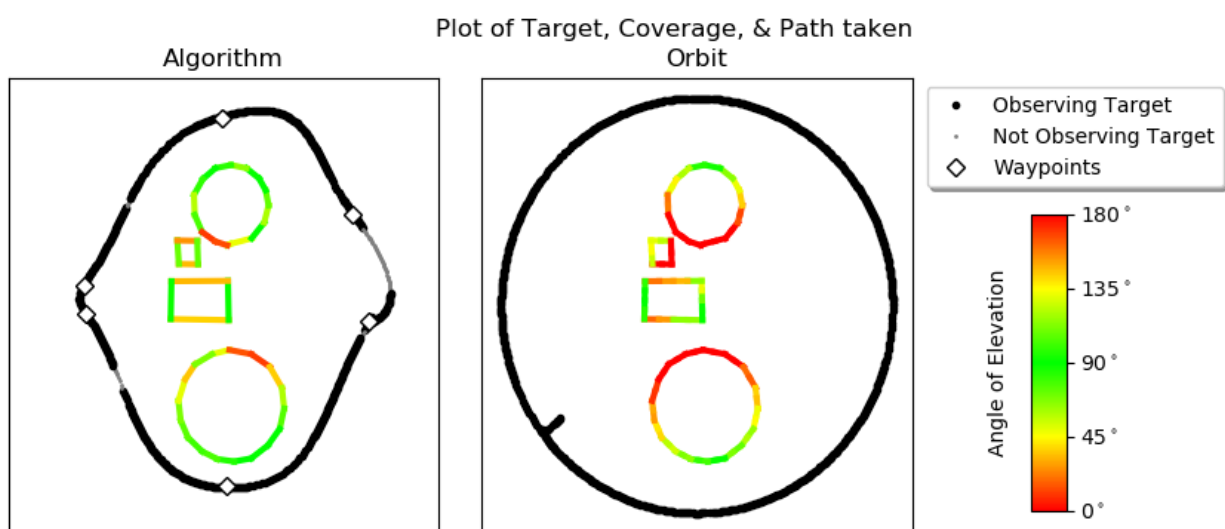 Plot of Target, Coverage, & Path taken
Algorithm
Orbit
Observing Target
Not Observing Target
Waypoints
180°
135°
90°
45°
0°
Angle of Elevation